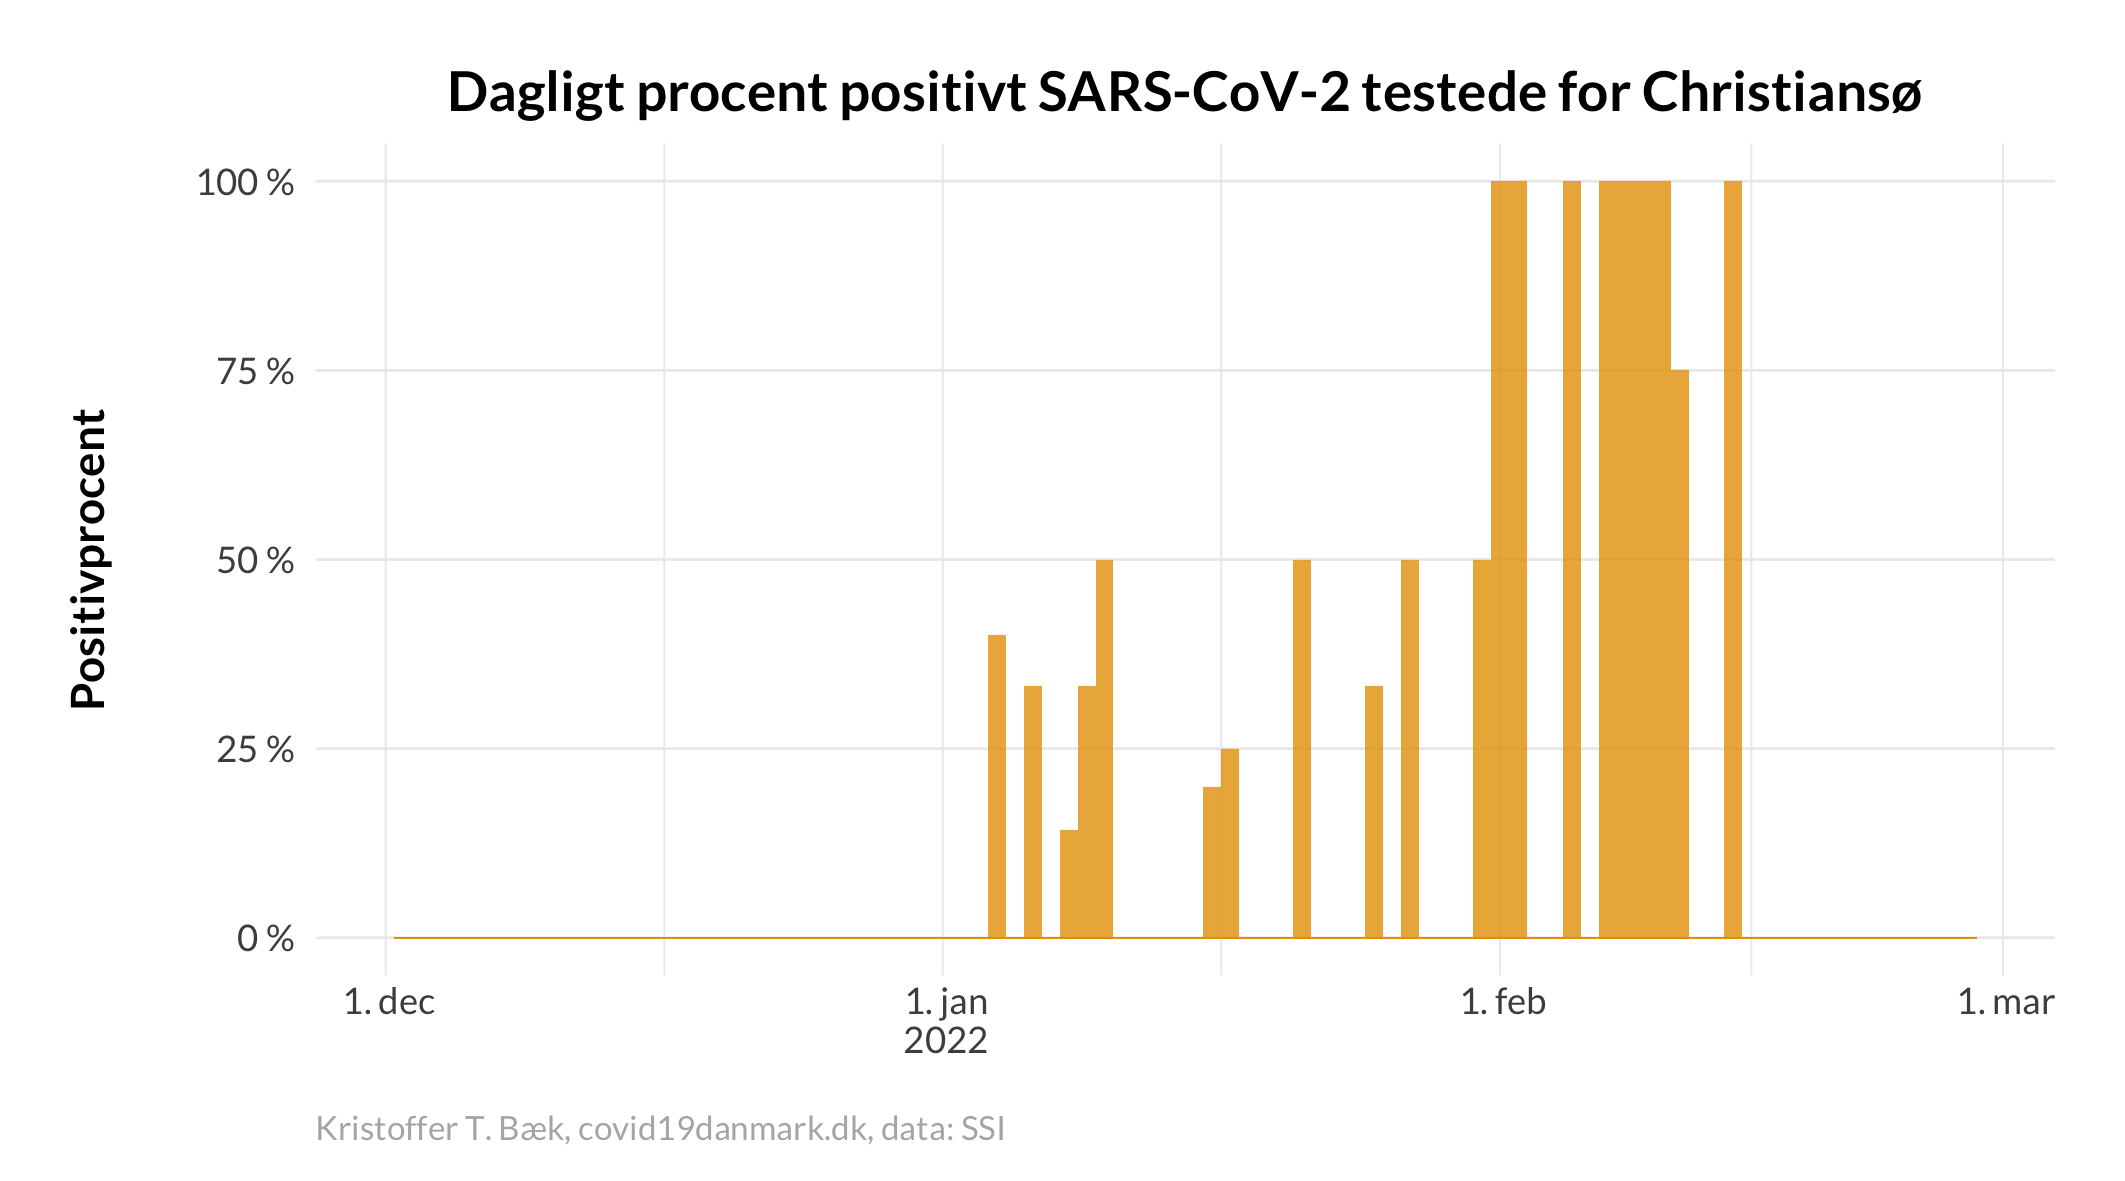 Dagligt procent positivt SARS-CoV-2 testede for Christiansø
Positivprocent
100 %
75 %
50 %
25 %
0 %
1. dec
1. jan
2022
1. feb
1. mar
Kristoffer T. Bæk, covid19danmark.dk, data: SSI